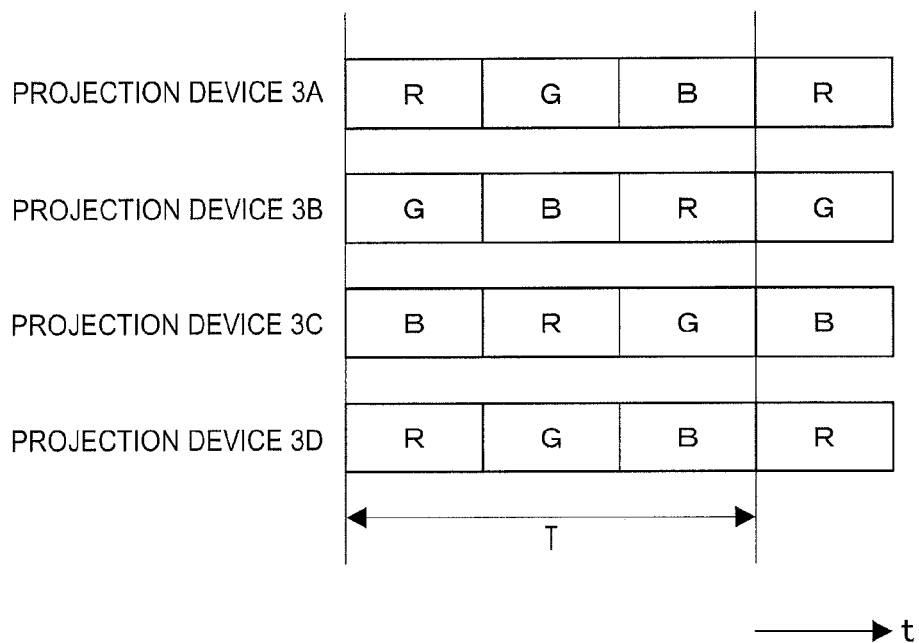 PROJECTION DEVICE 3A R G B R
PROJECTION DEVICE 3B G B R G
PROJECTION DEVICE 3C B R G B
PROJECTION DEVICE 3D R G B R
T
t